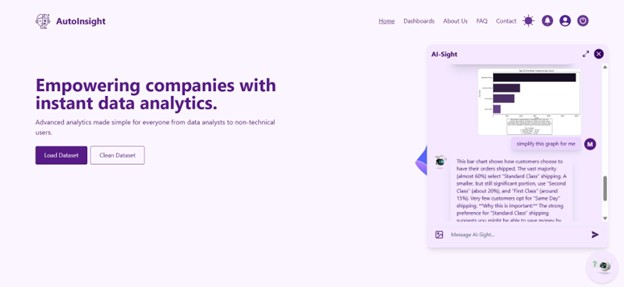 AutoInsight
Home Dashboards About Us FAQ Contact
Empowering companies with
instant data analytics.
Advanced analytics made simple for everyone from data analysts to non-technical
users.
Load Dataset Clean Dataset
AI-Sight
simplify this graph for me
M
This bar chart shows how customers choose to
have their orders shipped. The vast majority
(almost 60%) select "Standard Class" shipping. A
smaller, but still significant portion, use "Second
Class" (about 20%), and "First Class" (around
15%). Very few customers opt for "Same Day"
shipping. **Why this is important:** The strong
preference for "Standard Class" shipping
suggests you might be able to save money by
Message AI-Sight...